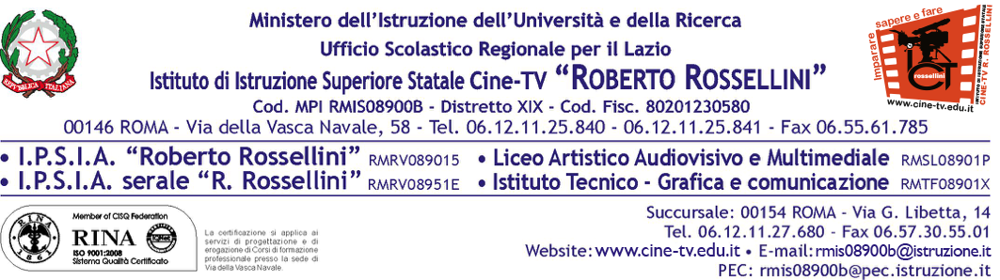 Ministero dell'Istruzione dell'Università e della Ricerca
Ufficio Scolastico Regionale per il Lazio
Istituto di Istruzione Superiore Statale Cine-TV "ROBERTO ROSSELLINI"
Cod. MPI RMIS08900B - Distretto XIX - Cod. Fisc. 80201230580
00146 ROMA - Via della Vasca Navale, 58 - Tel. 06.12.11.25.840 - 06.12.11.25.841 - Fax 06.55.61.785
REPVBBLICA ITALIANA
Imparare sapere e fare
rossellini
CINE-TV R. ROSSELLINI
www.cine-tv.edu.it
• I.P.S.I.A. "Roberto Rossellini" RMRV089015
• I.P.S.I.A. serale "R. Rossellini" RMRV08951E
• Liceo Artistico Audiovisivo e Multimediale RMSL08901P
• Istituto Tecnico - Grafica e comunicazione RMTF08901X
RINA
1861
Member of CISQ Federation
RINA
ISO 9001:2008
Sistema Qualità Certificato
IQNet
La certificazione si applica ai
servizi di progettazione e di
erogazione di Corsi di formazione
professionale presso la sede di
Via della Vasca Navale.
Succursale: 00154 ROMA - Via G. Libetta, 14
Tel. 06.12.11.27.680 - Fax 06.57.30.55.01
Website: www.cine-tv.edu.it • E-mail: rmis08900b@istruzione.it
PEC: rmis08900b@pec.istruzione.it